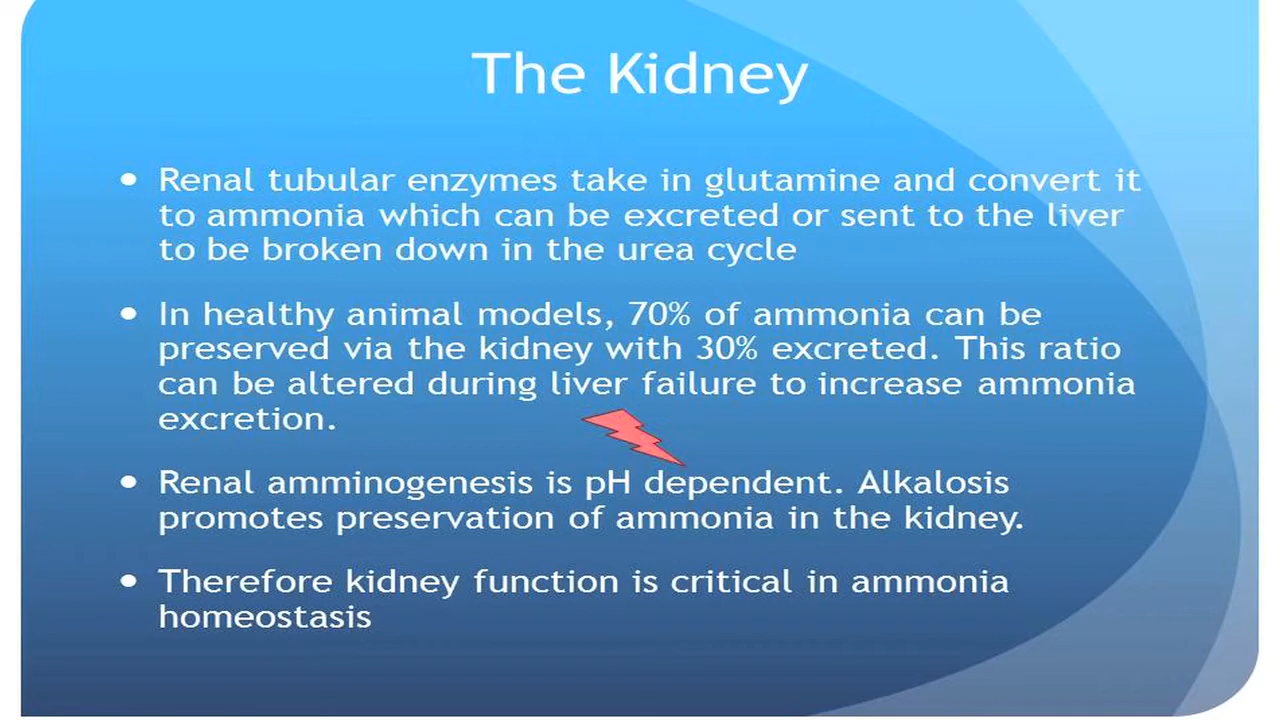 The Kidney
• Renal tubular enzymes take in glutamine and convert it
to ammonia which can be excreted or sent to the liver
to be broken down in the urea cycle
• In healthy animal models, 70% of ammonia can be
preserved via the kidney with 30% excreted. This ratio
can be altered during liver failure to increase ammonia
excretion.
• Renal amminogenesis is pH dependent. Alkalosis
promotes preservation of ammonia in the kidney.
• Therefore kidney function is critical in ammonia
homeostasis